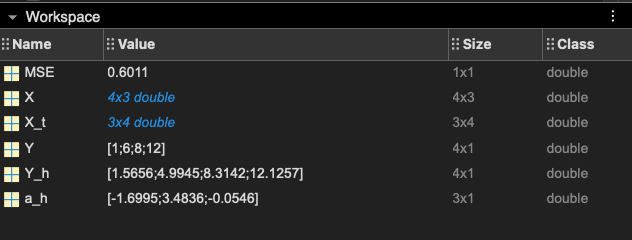 Workspace
Name Value Size Class
MSE 0.6011 1x1 double
X 4x3 double 4x3 double
X_t 3x4 double 3x4 double
Y [1;6;8;12] 4x1 double
Y_h [1.5656;4.9945;8.3142;12.1257] 4x1 double
a_h [-1.6995;3.4836;-0.0546] 3x1 double